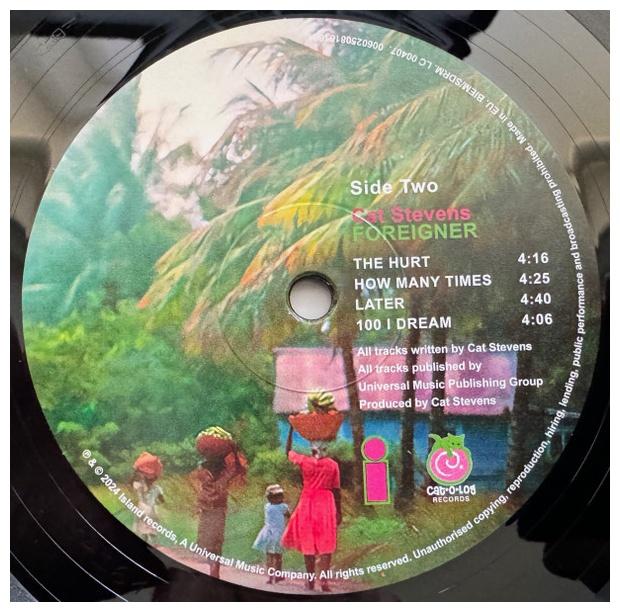 Side Two
Cat Stevens
FOREIGNER
THE HURT 4:16
HOW MANY TIMES 4:25
LATER 4:40
100 I DREAM 4:06
All tracks written by Cat Stevens
All tracks published by
Universal Music Publishing Group
Produced by Cat Stevens
i
cat·o·log
RECORDS
℗ & © 2024 Island records, A Universal Music Company. All rights reserved. Unauthorised copying, reproduction, hiring, lending, public performance and broadcasting prohibited. Made in EU. BIEM/SDRM. LC 00407.